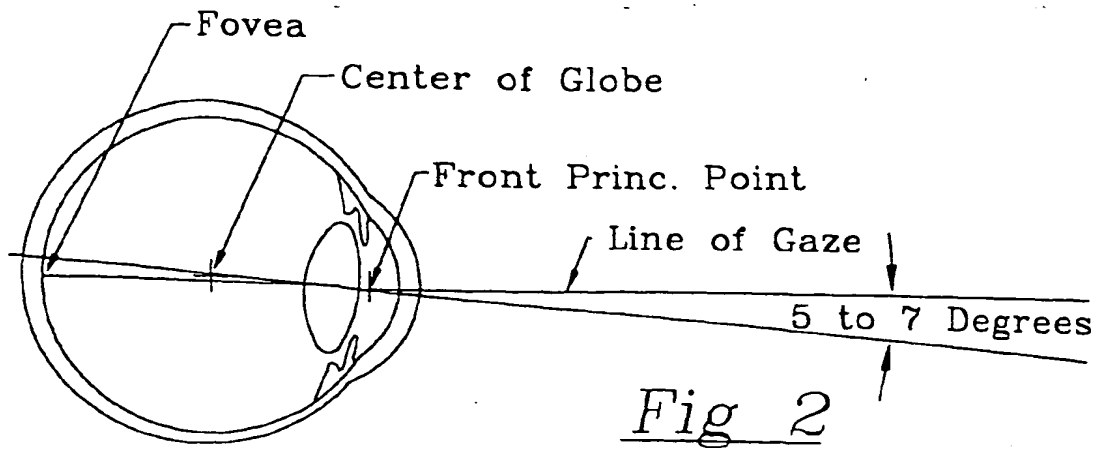 Fovea
Center of Globe
Front Princ. Point
Line of Gaze
5 to 7 Degrees
Fig 2